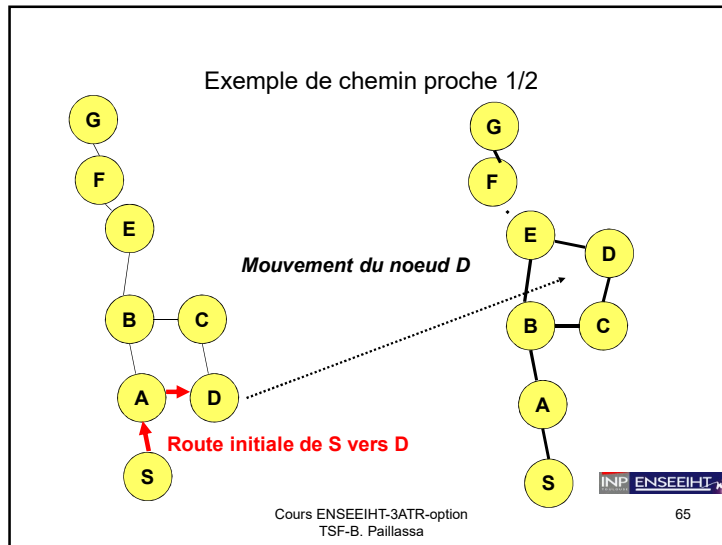 Exemple de chemin proche 1/2
G
F
E
B
C
A
D
S
Route initiale de S vers D
Mouvement du noeud D
G
F
E
D
B
C
A
S
Cours ENSEEIHT-3ATR-option
TSF-B. Paillassa
INP ENSEEIHT
65